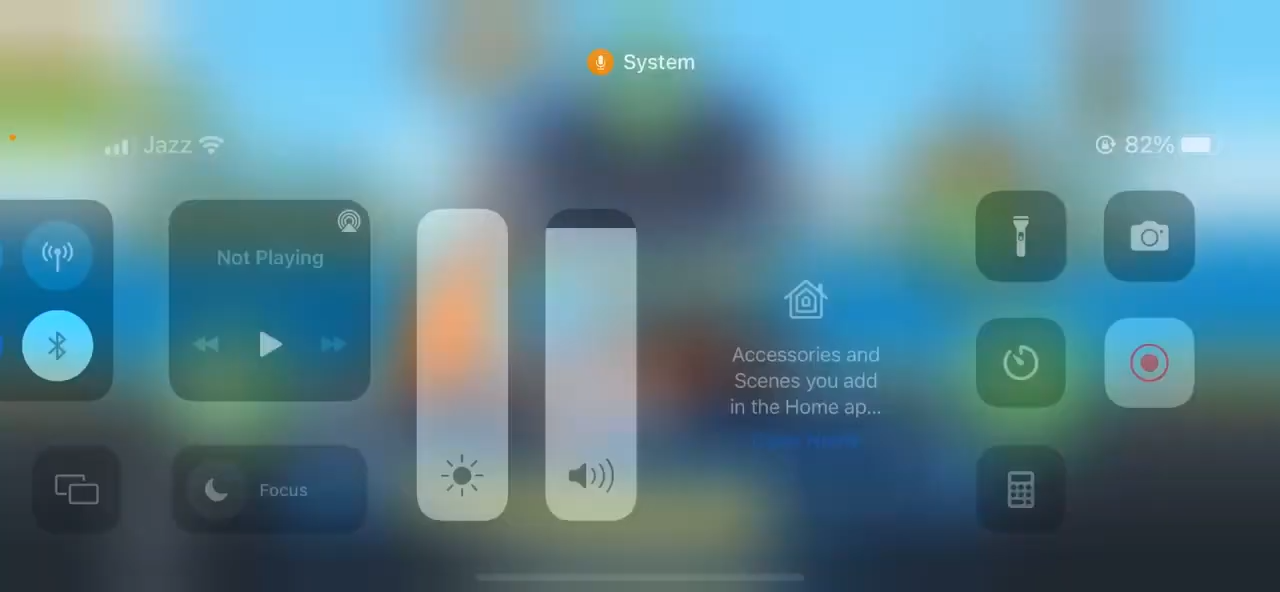 System
Jazz
82%
Not Playing
Accessories and
Scenes you add
in the Home ap...
Focus